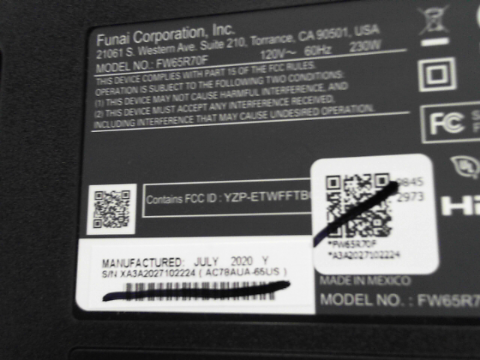 Funai Corporation, Inc.
21061 S. Western Ave. Suite 210, Torrance, CA 90501, USA
MODEL NO.: FW65R70F 120V~ 60Hz 230W
THIS DEVICE COMPLIES WITH PART 15 OF THE FCC RULES.
OPERATION IS SUBJECT TO THE FOLLOWING TWO CONDITIONS:
(1) THIS DEVICE MAY NOT CAUSE HARMFUL INTERFERENCE, AND
(2) THIS DEVICE MUST ACCEPT ANY INTERFERENCE RECEIVED,
INCLUDING INTERFERENCE THAT MAY CAUSE UNDESIRED OPERATION.
FC
Contains FCC ID : YZP-ETWFFTB
9845
2973
*FW65R70F
*A3A2027102224
MANUFACTURED: JULY 2020 Y
S/N XA3A2027102224 ( AC78AUA-65US )
MADE IN MEXICO
MODEL NO. : FW65R7